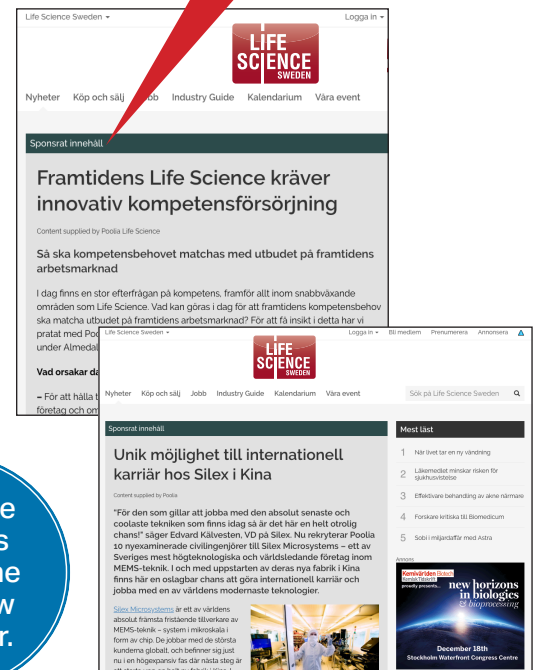 Life Science Sweden
Logga in
LIFE
SCIENCE
SWEDEN
Nyheter Köp och sälj Industry Guide Kalendarium Våra event
Sponsrat innehåll
Framtidens Life Science kräver
innovativ kompetensförsörjning
Content supplied by Poolia Life Science
Så ska kompetensbehovet matchas med utbudet på framtidens
arbetsmarknad
I dag finns en stor efterfrågan på kompetens, framför allt inom snabbväxande
områden som Life Science. Vad kan göras i dag för att framtidens kompetensbehov
ska matcha utbudet på framtidens arbetsmarknad? För att få insikt i detta har vi
pratat med
under
Vad orsakar
– För att hålla
företag och
Life Science Sweden
Logga in Bli medlem Prenumerera Annonsera
LIFE
SCIENCE
SWEDEN
Nyheter Köp och sälj Jobb Industry Guide Kalendarium Våra event
Sök på Life Science Sweden
Sponsrat innehåll
Unik möjlighet till internationell
karriär hos Silex i Kina
Content supplied by Poolia
"För den som gillar att jobba med den absolut senaste och
coolaste tekniken som finns idag så är det här en helt otrolig
chans!" säger Edvard Kälvesten, VD på Silex. Nu rekryterar Poolia
10 nyexaminerade civilingenjörer till Silex Microsystems – ett av
Sveriges mest högteknologiska och världsledande företag inom
MEMS-teknik. I och med uppstarten av deras nya fabrik i Kina
finns här en oslagbar chans att göra internationell karriär och
jobba med en av världens modernaste teknologier.
Silex Microsystems är ett av världens
absolut främsta fristående tillverkare av
MEMS-teknik – system i mikroskala i
form av chip. De jobbar med de största
kunderna globalt, och befinner sig just
nu i en högexpansiv fas där nästa steg är
Mest läst
1 När livet tar en ny vändning
2 Läkemedlet minskar risken för
sjukhusvistelse
3 Effektivare behandling av akne närmare
4 Forskare kritiska till Biomedicum
5 Sobi i miljardaffär med Astra
Annons
Kemivärlden Biotech
Kemisk Tidskrift
proudly presents...
new horizons
in biologics
& bioprocessing
December 18th
Stockholm Waterfront Congress Centre